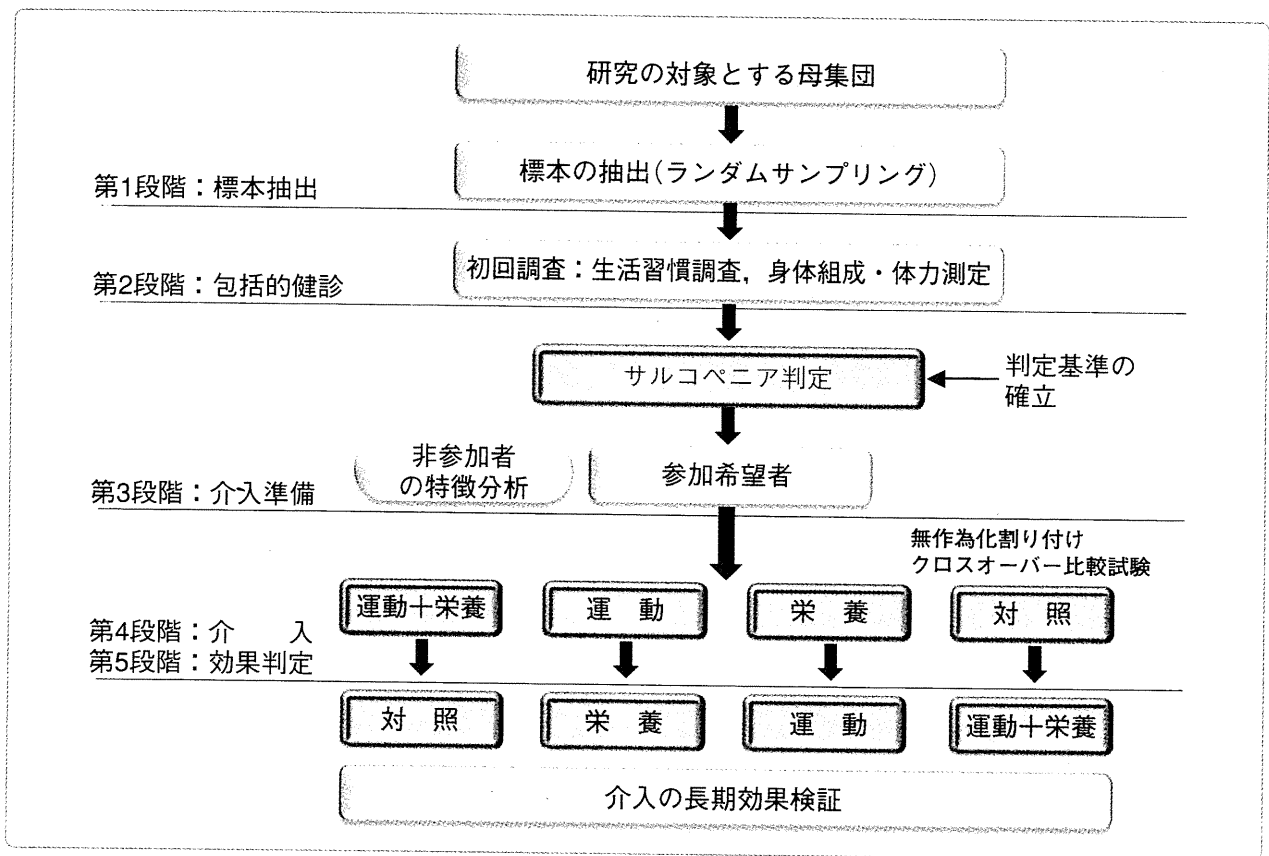 研究の対象とする母集団
標本の抽出(ランダムサンプリング)
第1段階:標本抽出
初回調査:生活習慣調査,身体組成・体力測定
第2段階:包括的健診
サルコペニア判定
判定基準の
確立
非参加者
の特徴分析
参加希望者
第3段階:介入準備
無作為化割り付け
クロスオーバー比較試験
運動+栄養
運 動
栄 養
対 照
第4段階:介 入
第5段階:効果判定
対 照
栄 養
運 動
運動+栄養
介入の長期効果検証